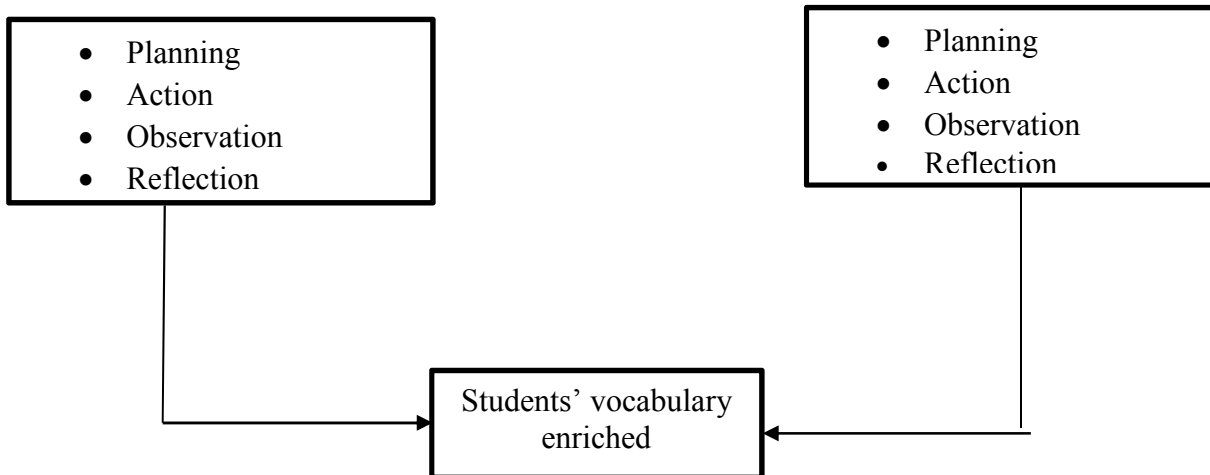 • Planning
• Action
• Observation
• Reflection
• Planning
• Action
• Observation
• Reflection
Students’ vocabulary
enriched